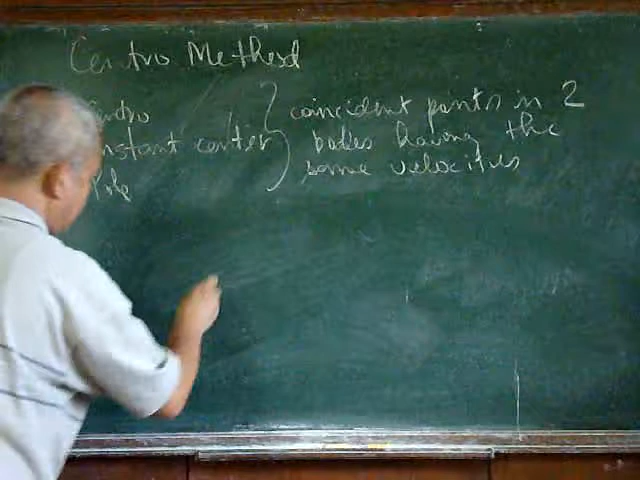 Centro Method
Centro
instant center
Pole
} coincident points in 2
bodies having the
same velocities